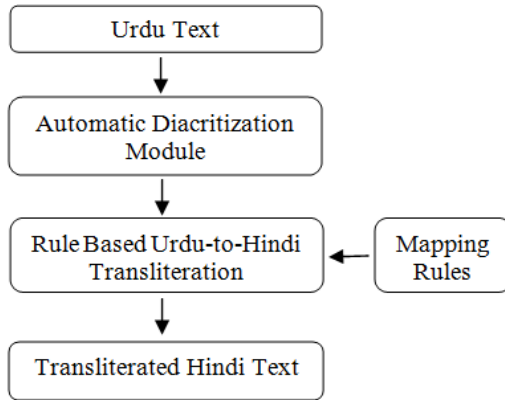 Urdu Text
Automatic Diacritization
Module
Rule Based Urdu-to-Hindi
Transliteration
Mapping
Rules
Transliterated Hindi Text